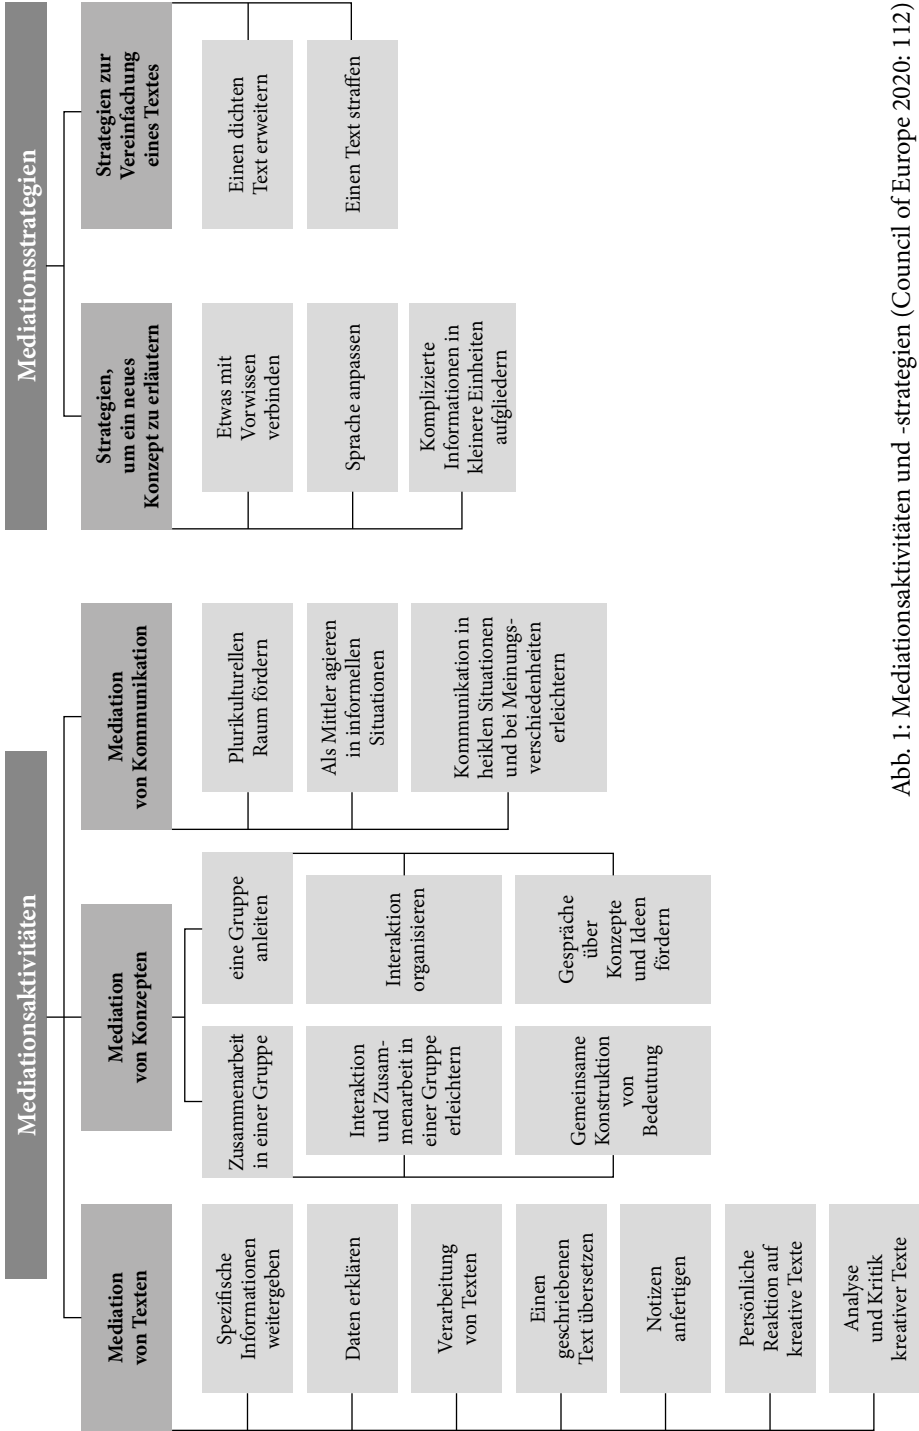 Mediationsaktivitäten
Mediation
von Texten
Spezifische
Informationen
weitergeben
Daten erklären
Verarbeitung
von Texten
Einen
geschriebenen
Text übersetzen
Notizen
anfertigen
Persönliche
Reaktion auf
kreative Texte
Analyse
und Kritik
kreativer Texte
Mediation
von Konzepten
Zusammenarbeit
in einer Gruppe
Interaktion
und Zusam-
menarbeit in
einer Gruppe
erleichtern
Gemeinsame
Konstruktion
von
Bedeutung
eine Gruppe
anleiten
Interaktion
organisieren
Gespräche
über
Konzepte
und Ideen
fördern
Mediation
von Kommunikation
Plurikulturellen
Raum fördern
Als Mittler agieren
in informellen
Situationen
Kommunikation in
heiklen Situationen
und bei Meinungs-
verschiedenheiten
erleichtern
Mediationsstrategien
Strategien,
um ein neues
Konzept zu erläutern
Etwas mit
Vorwissen
verbinden
Sprache anpassen
Komplizierte
Informationen in
kleinere Einheiten
aufgliedern
Strategien zur
Vereinfachung
eines Textes
Einen dichten
Text erweitern
Einen Text straffen
Abb. 1: Mediationsaktivitäten und -strategien (Council of Europe 2020: 112)